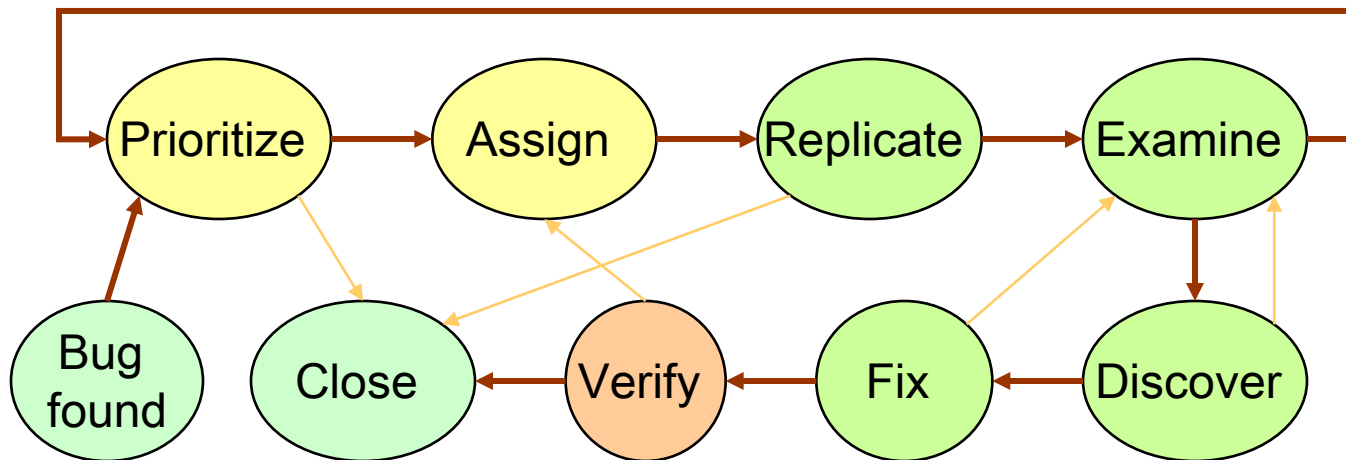 Prioritize
Assign
Replicate
Examine
Bug
found
Close
Verify
Fix
Discover